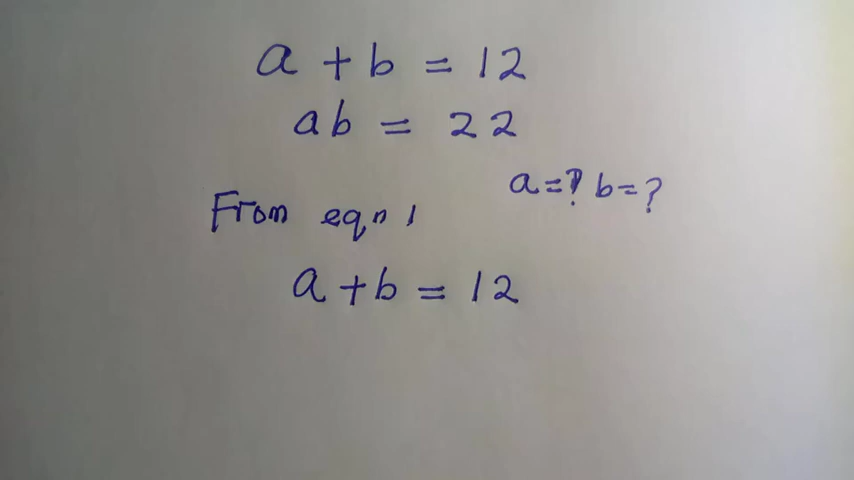 a + b = 12
ab = 22
a = ? b = ?
From eqn 1
a + b = 12